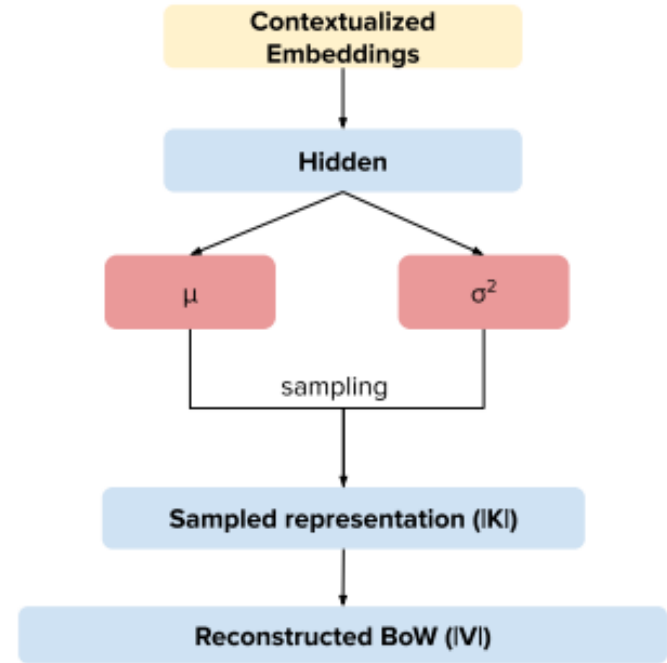 Contextualized
Embeddings
Hidden
μ
σ²
sampling
Sampled representation (|K|)
Reconstructed BoW (|V|)